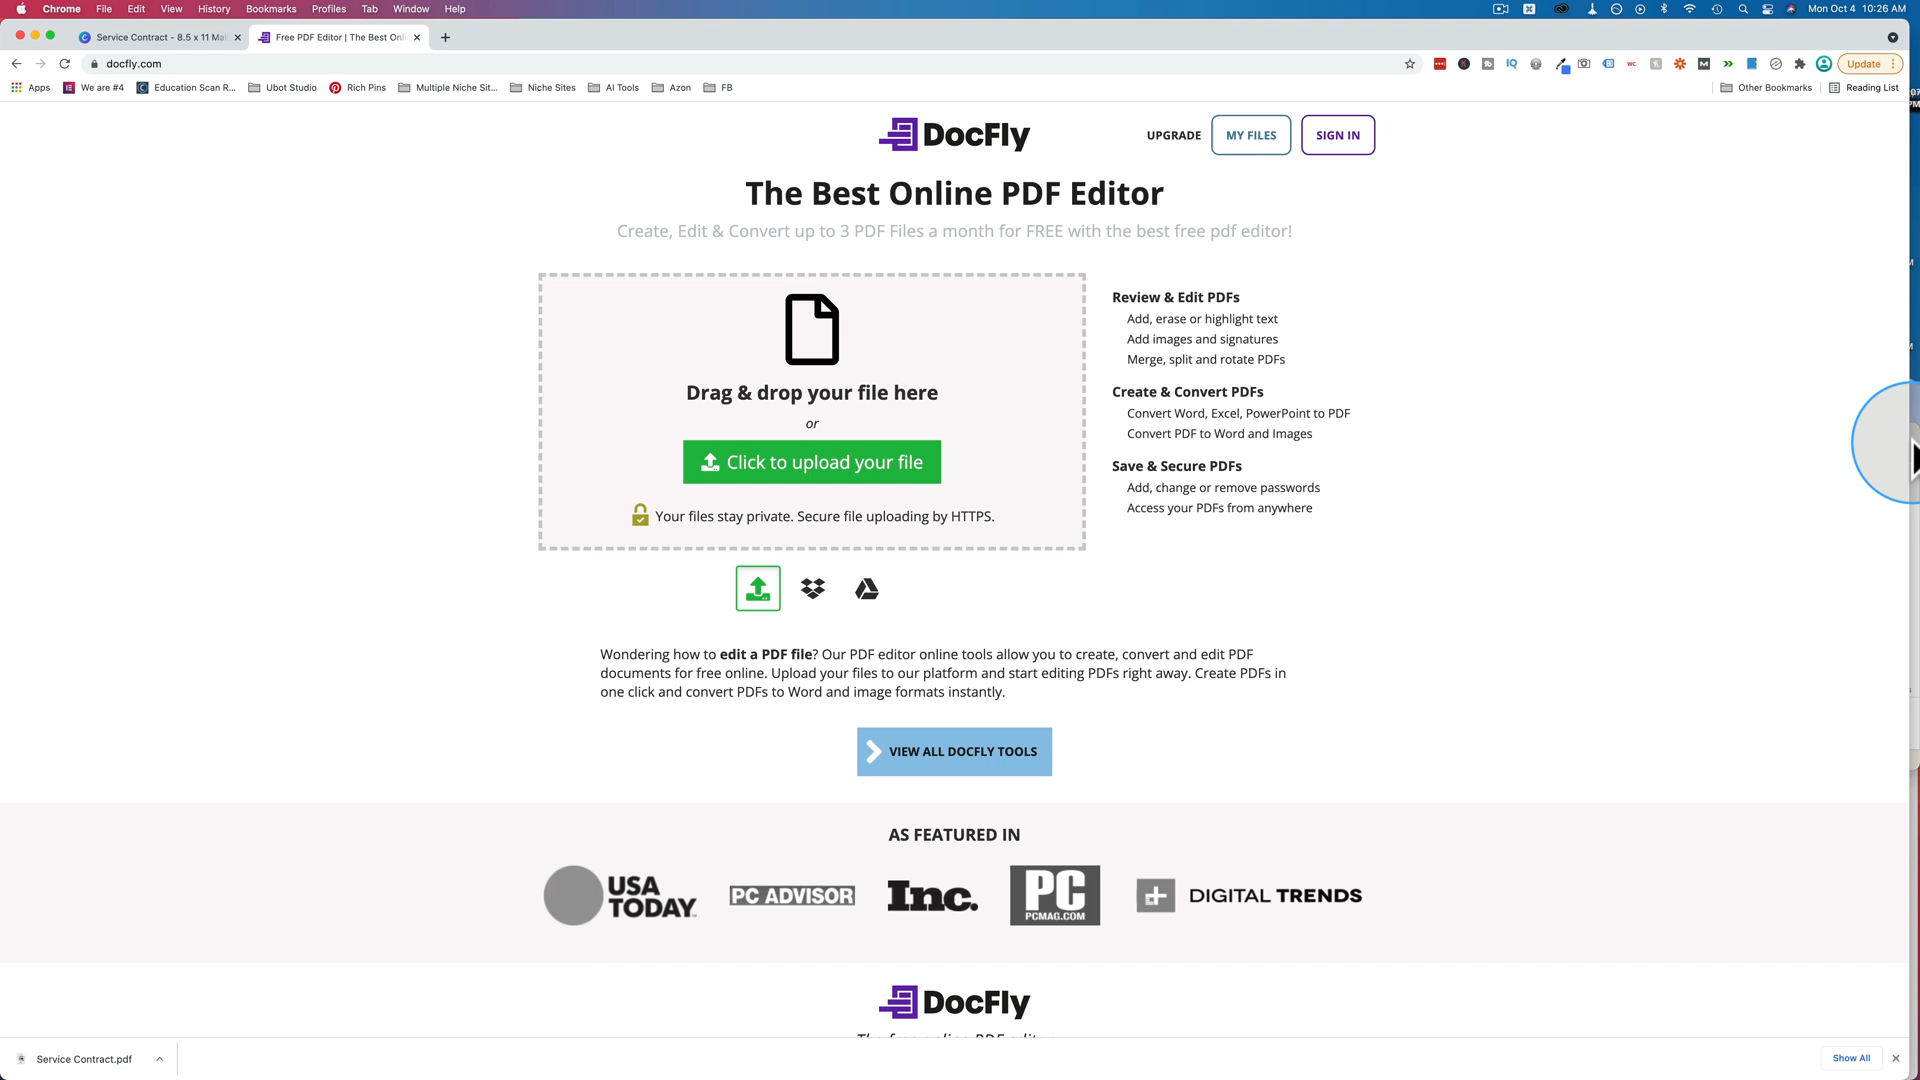 Chrome File Edit View History Bookmarks Profiles Tab Window Help Mon Oct 4 10:26 AM
Service Contract - 8.5 x 11 Ma Free PDF Editor | The Best Onli
docfly.com Update
Apps We are #4 Education Scan R... Ubot Studio Rich Pins Multiple Niche Sit... Niche Sites AI Tools Azon FB Other Bookmarks Reading List
DocFly UPGRADE MY FILES SIGN IN
The Best Online PDF Editor
Create, Edit & Convert up to 3 PDF Files a month for FREE with the best free pdf editor!
Drag & drop your file here
or
Click to upload your file
Your files stay private. Secure file uploading by HTTPS.
Review & Edit PDFs
Add, erase or highlight text
Add images and signatures
Merge, split and rotate PDFs
Create & Convert PDFs
Convert Word, Excel, PowerPoint to PDF
Convert PDF to Word and Images
Save & Secure PDFs
Add, change or remove passwords
Access your PDFs from anywhere
Wondering how to edit a PDF file? Our PDF editor online tools allow you to create, convert and edit PDF
documents for free online. Upload your files to our platform and start editing PDFs right away. Create PDFs in
one click and convert PDFs to Word and image formats instantly.
VIEW ALL DOCFLY TOOLS
AS FEATURED IN
USA TODAY PC ADVISOR Inc. PC PCMAG.COM DIGITAL TRENDS
DocFly
Service Contract.pdf Show All